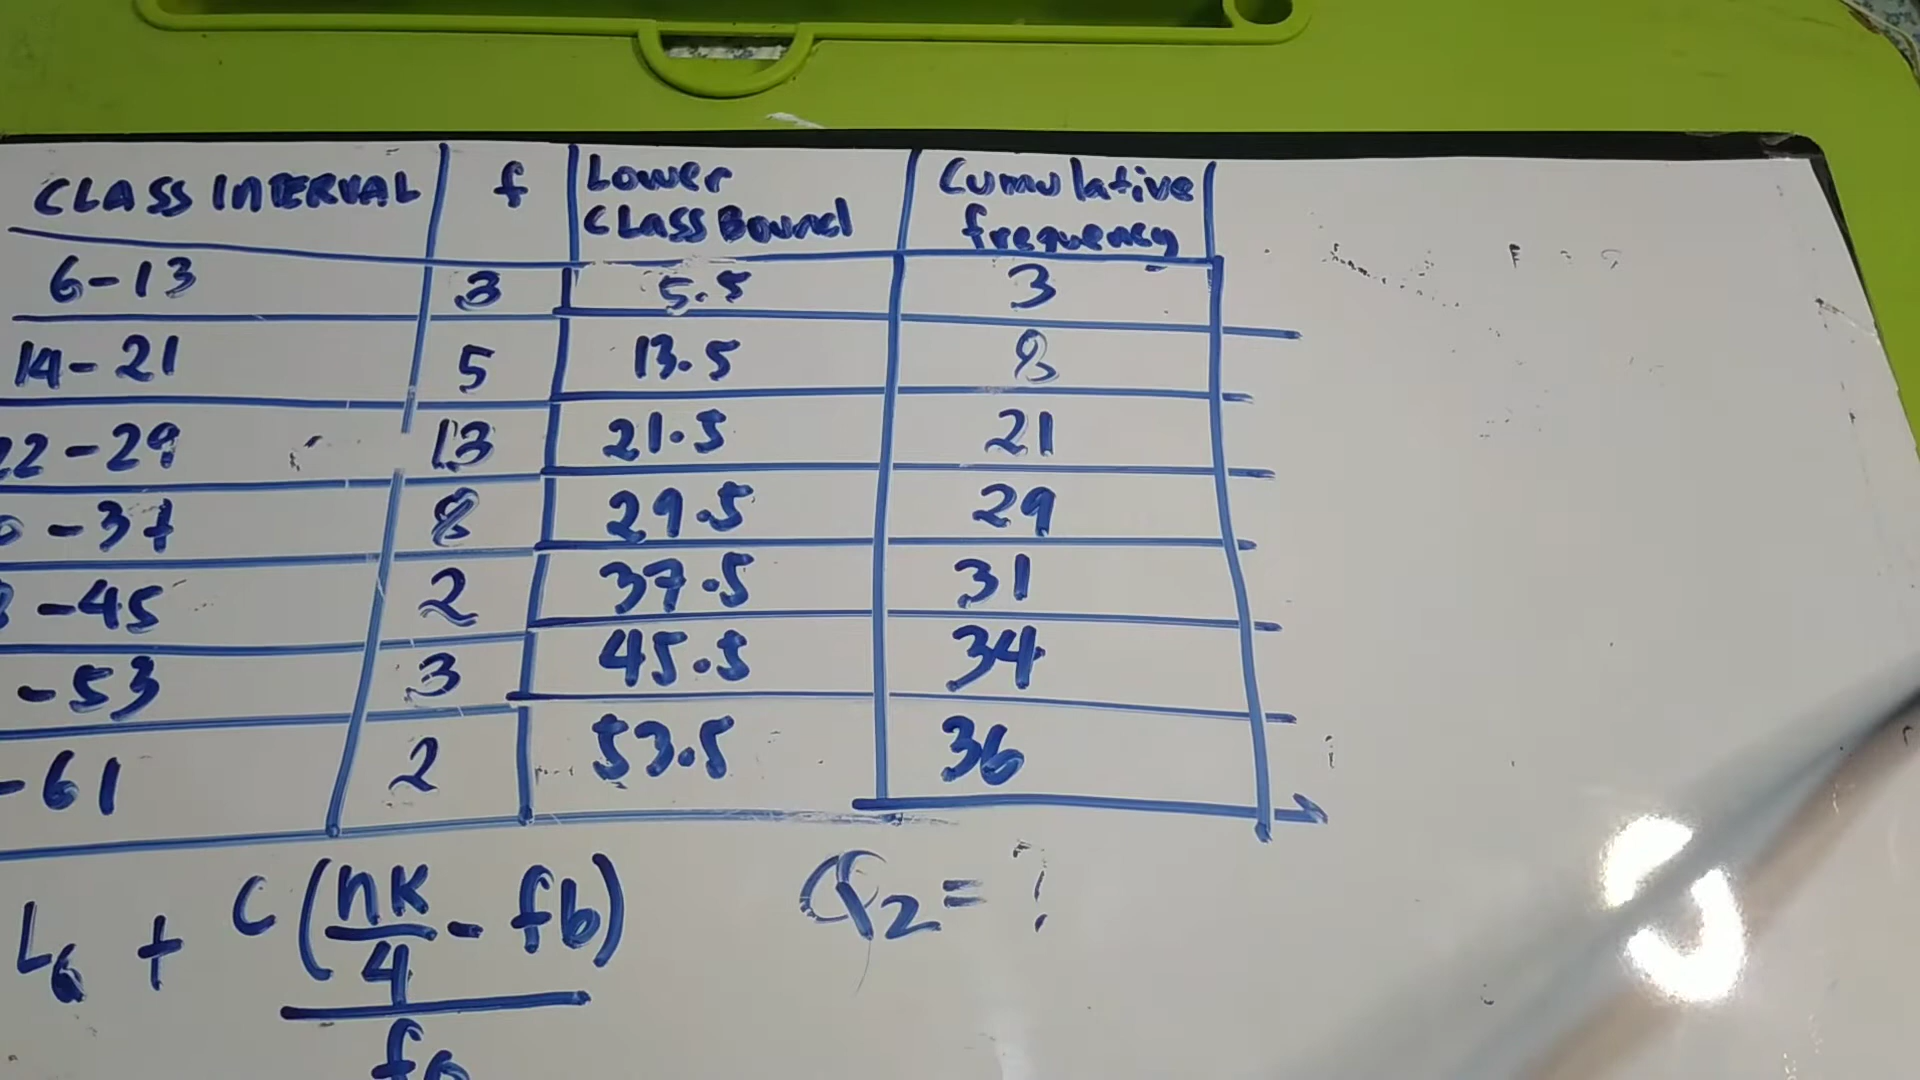 CLASS INTERVAL f Lower Class Bound Cumulative frequency
6-13 3 5.5 3
14-21 5 13.5 8
22-29 13 21.5 21
-37 8 29.5 29
-45 2 37.5 31
-53 3 45.5 34
-61 2 53.5 36
+ C(nk/4 - fb)
Q2 = ?